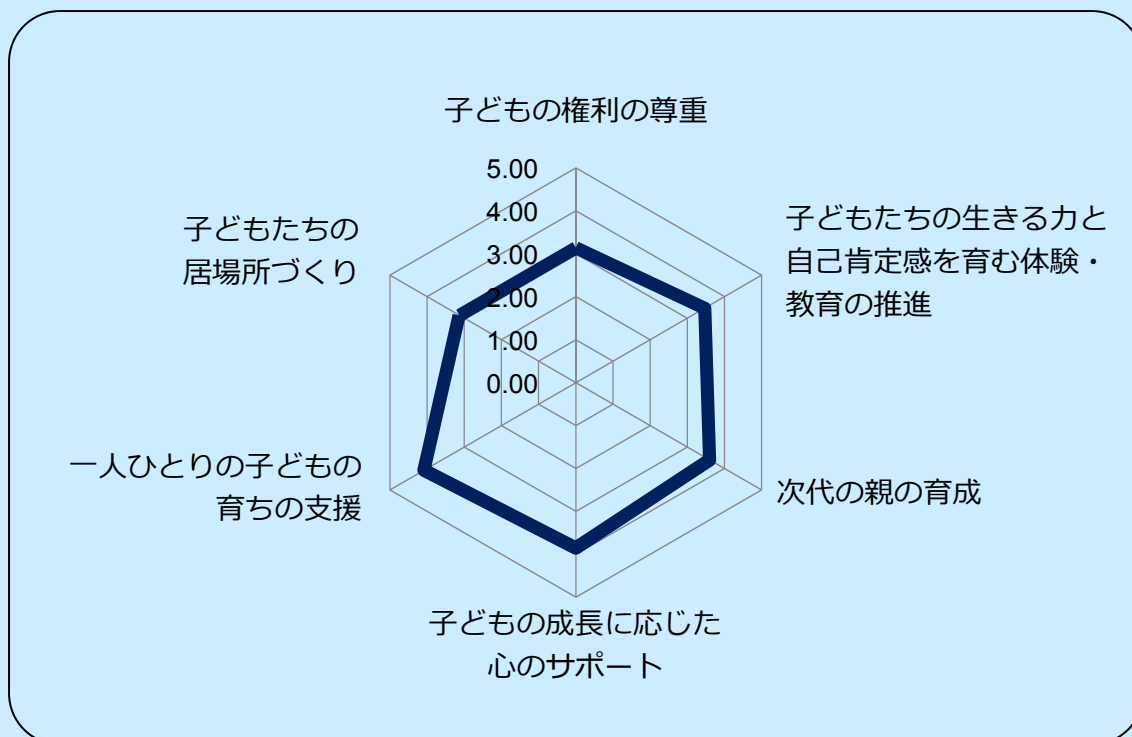 子どもの権利の尊重
5.00
4.00
3.00
2.00
1.00
0.00
子どもたちの生きる力と
自己肯定感を育む体験・
教育の推進
次代の親の育成
子どもの成長に応じた
心のサポート
一人ひとりの子どもの
育ちの支援
子どもたちの
居場所づくり